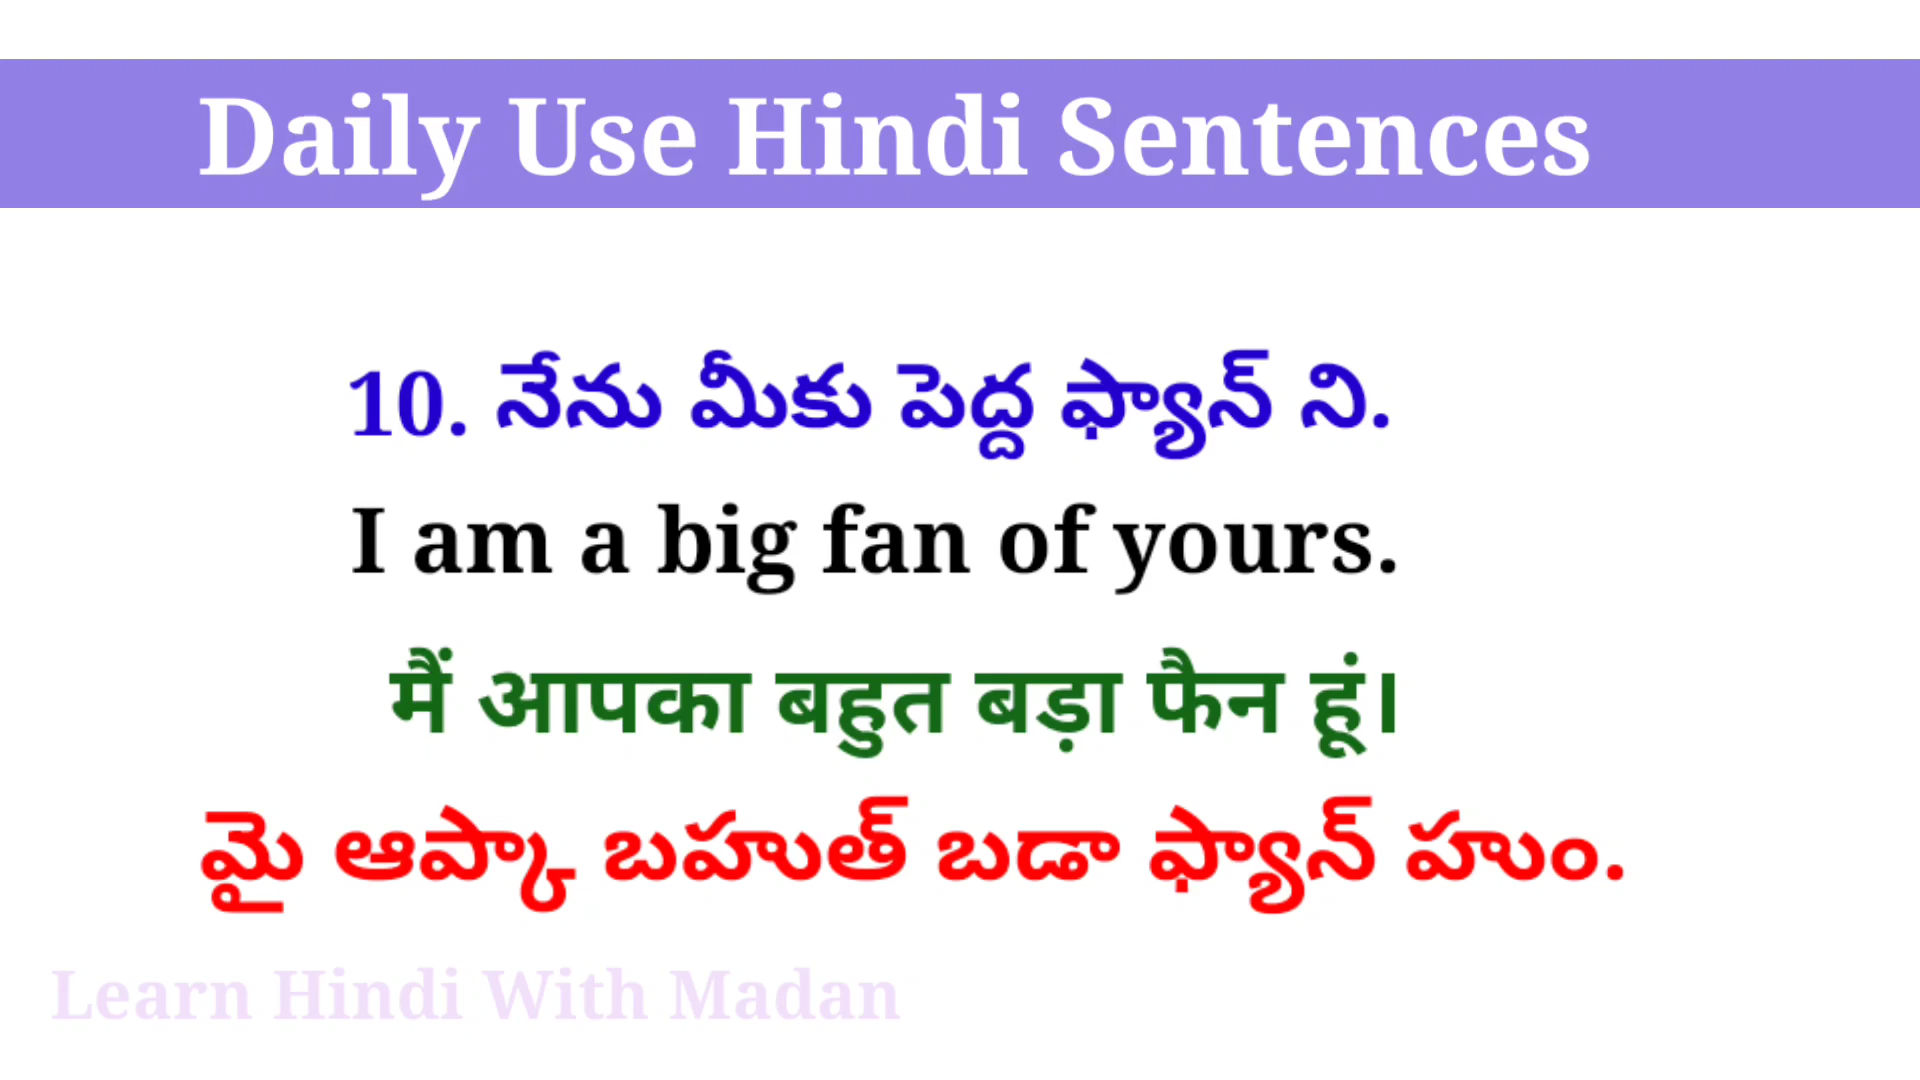 Daily Use Hindi Sentences
10. నేను మీకు పెద్ద ఫ్యాన్ ని.
I am a big fan of yours.
मैं आपका बहुत बड़ा फैन हूं।
మై ఆప్కా బహుత్ బడా ఫ్యాన్ హుం.
Learn Hindi With Madan